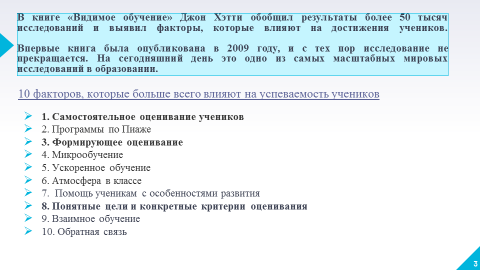 В книге «Видимое обучение» Джон Хэтти обобщил результаты более 50 тысяч
исследований и выявил факторы, которые влияют на достижения учеников.
Впервые книга была опубликована в 2009 году, и с тех пор исследование не
прекращается. На сегодняшний день это одно из самых масштабных мировых
исследований в образовании.
10 факторов, которые больше всего влияют на успеваемость учеников
1. Самостоятельное оценивание учеников
2. Программы по Пиаже
3. Формирующее оценивание
4. Микрообучение
5. Ускоренное обучение
6. Атмосфера в классе
7. Помощь ученикам с особенностями развития
8. Понятные цели и конкретные критерии оценивания
9. Взаимное обучение
10. Обратная связь
3